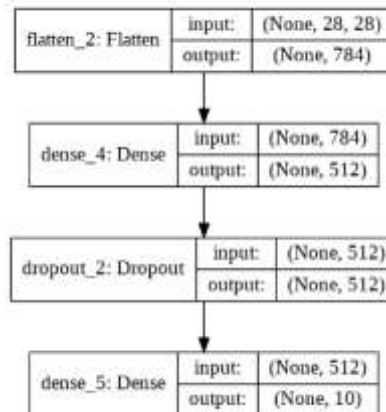 flatten_2: Flatten
input: (None, 28, 28)
output: (None, 784)
dense_4: Dense
input: (None, 784)
output: (None, 512)
dropout_2: Dropout
input: (None, 512)
output: (None, 512)
dense_5: Dense
input: (None, 512)
output: (None, 10)